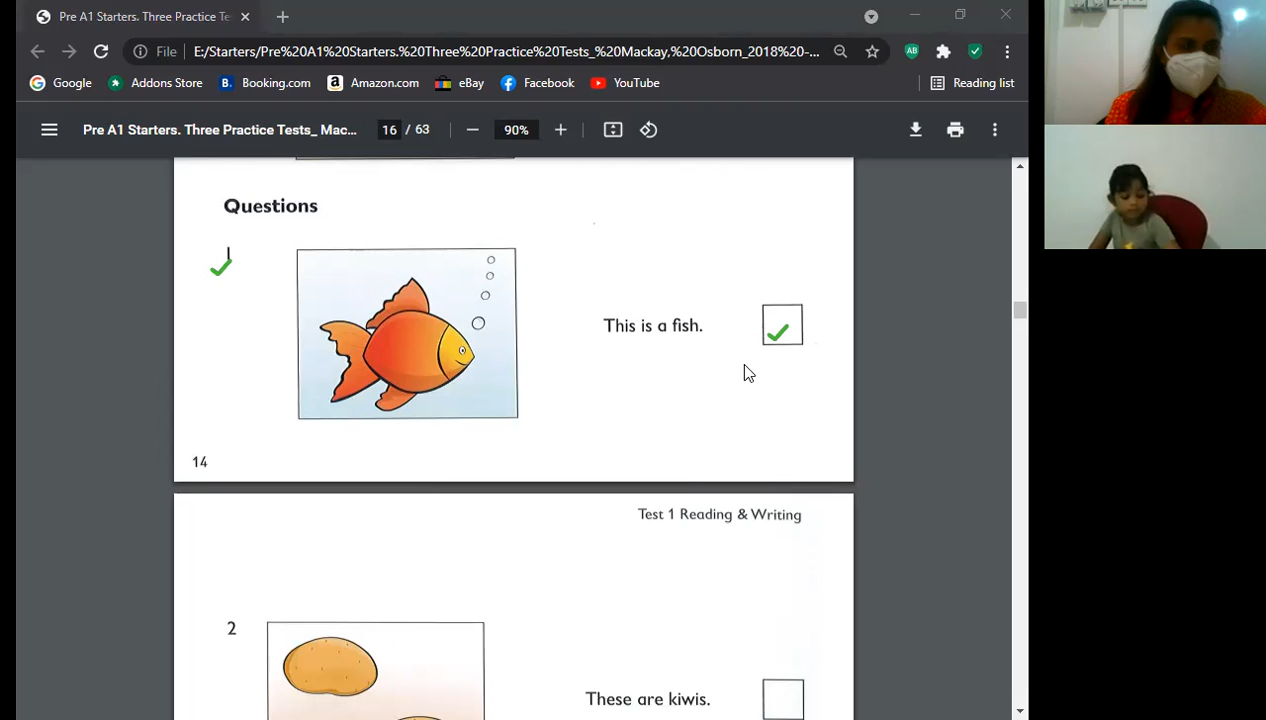 Pre A1 Starters. Three Practice Te
File E:/Starters/Pre%20A1%20Starters.%20Three%20Practice%20Tests_%20Mackay,%20Osborn_2018%20-...
AB
Google Addons Store B. Booking.com a Amazon.com eBay Facebook YouTube Reading list
Pre A1 Starters. Three Practice Tests_ Mac... 16 / 63 90%
Questions
1
This is a fish.
14
Test 1 Reading & Writing
2
These are kiwis.